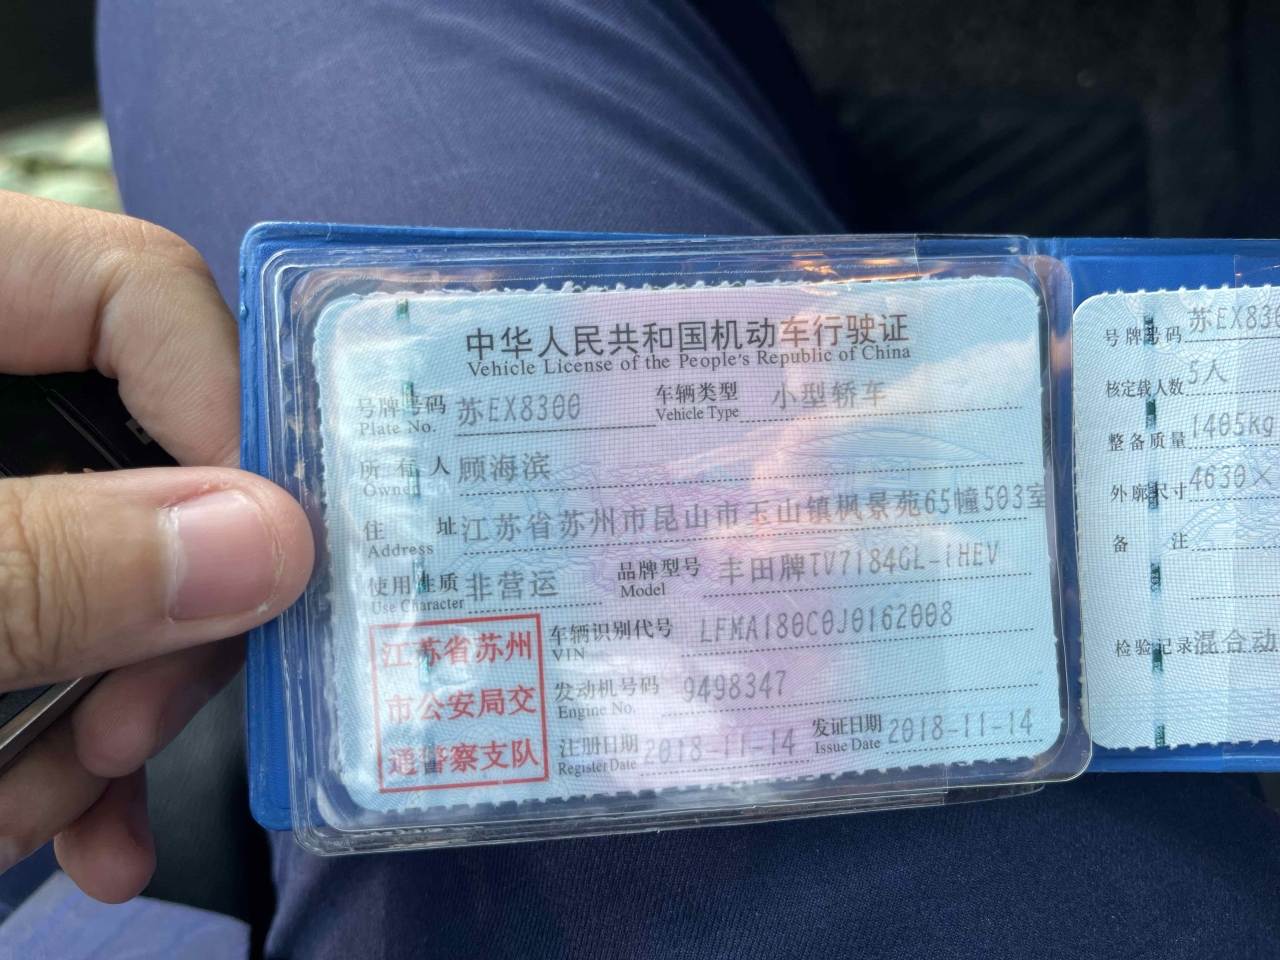 中华人民共和国机动车行驶证
Vehicle License of the People's Republic of China
号牌号码 苏EX8300 车辆类型 小型轿车
Plate No. Vehicle Type
所有人 顾海滨
Owner
住址 江苏省苏州市昆山市玉山镇枫景苑65幢503室
Address
使用性质 非营运 品牌型号 丰田牌TV7184GL-iHEV
Use Character Model
江苏省苏州
市公安局交
通警察支队
车辆识别代号 LFMA180C0J0162008
VIN
发动机号码 9498347
Engine No.
注册日期 2018-11-14 发证日期 2018-11-14
Register Date Issue Date
号牌号码 苏EX830
核定载人数 5人
整备质量 1405kg
外廓尺寸 4630×
备注
检验记录 混合动